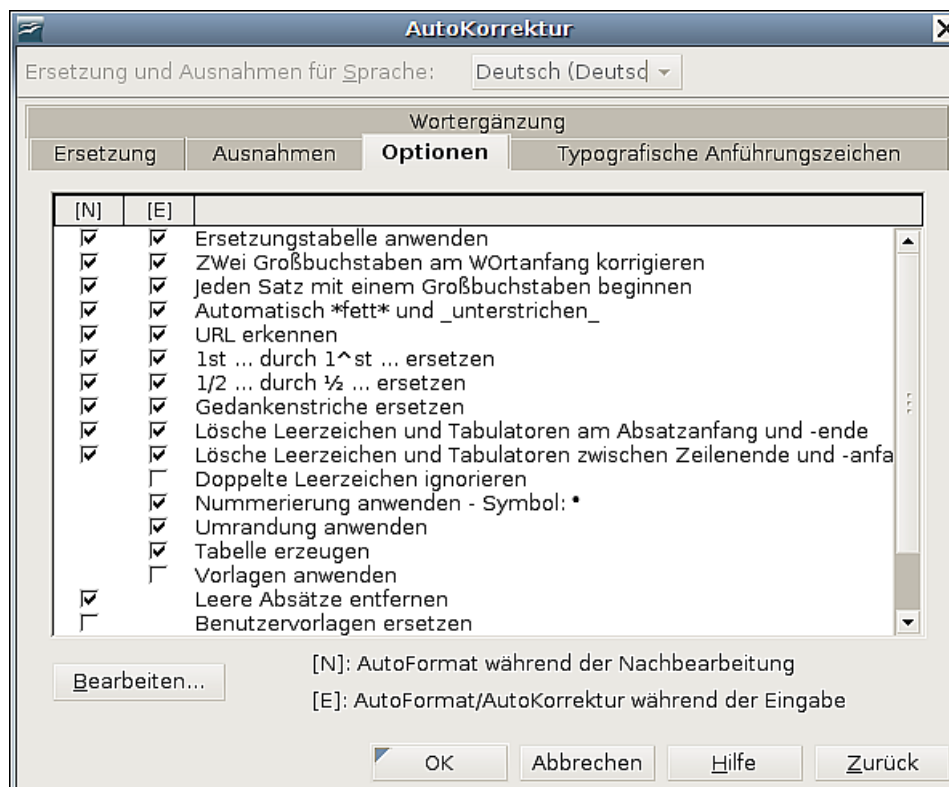 AutoKorrektur
Ersetzung und Ausnahmen für Sprache: Deutsch (Deutsc
Wortergänzung
Ersetzung Ausnahmen Optionen Typografische Anführungszeichen
[N] [E]
Ersetzungstabelle anwenden
ZWei Großbuchstaben am WOrtanfang korrigieren
Jeden Satz mit einem Großbuchstaben beginnen
Automatisch *fett* und _unterstrichen_
URL erkennen
1st ... durch 1^st ... ersetzen
1/2 ... durch ½ ... ersetzen
Gedankenstriche ersetzen
Lösche Leerzeichen und Tabulatoren am Absatzanfang und -ende
Lösche Leerzeichen und Tabulatoren zwischen Zeilenende und -anfa
Doppelte Leerzeichen ignorieren
Nummerierung anwenden - Symbol: •
Umrandung anwenden
Tabelle erzeugen
Vorlagen anwenden
Leere Absätze entfernen
Benutzervorlagen ersetzen
Bearbeiten...
[N]: AutoFormat während der Nachbearbeitung
[E]: AutoFormat/AutoKorrektur während der Eingabe
OK Abbrechen Hilfe Zurück